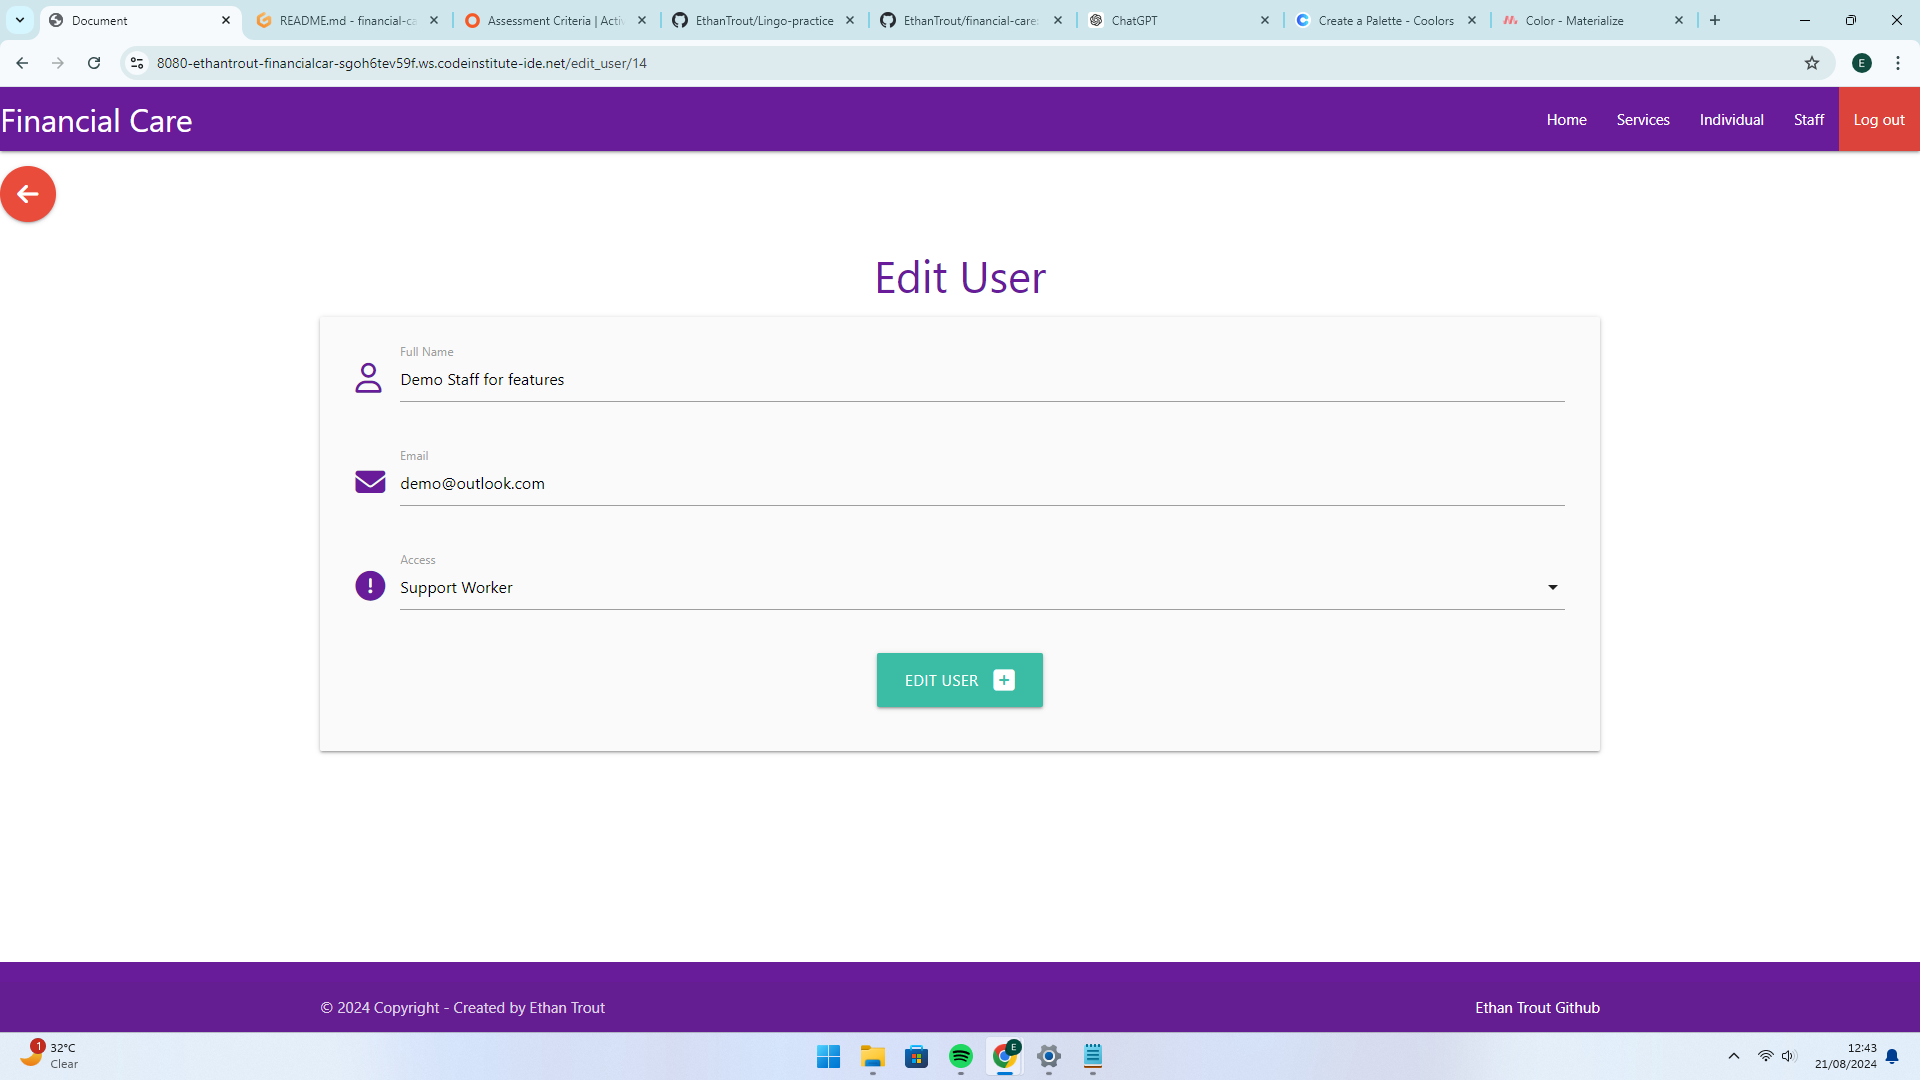 Document
README.md - financial-ca
Assessment Criteria | Activ
EthanTrout/Lingo-practice
EthanTrout/financial-care:
ChatGPT
Create a Palette - Coolors
Color - Materialize
8080-ethantrout-financialcar-sgoh6tev59f.ws.codeinstitute-ide.net/edit_user/14
E
Financial Care
Home
Services
Individual
Staff
Log out
Edit User
Full Name
Demo Staff for features
Email
demo@outlook.com
Access
Support Worker
EDIT USER
© 2024 Copyright - Created by Ethan Trout
Ethan Trout Github
1
32°C
Clear
E
12:43
21/08/2024